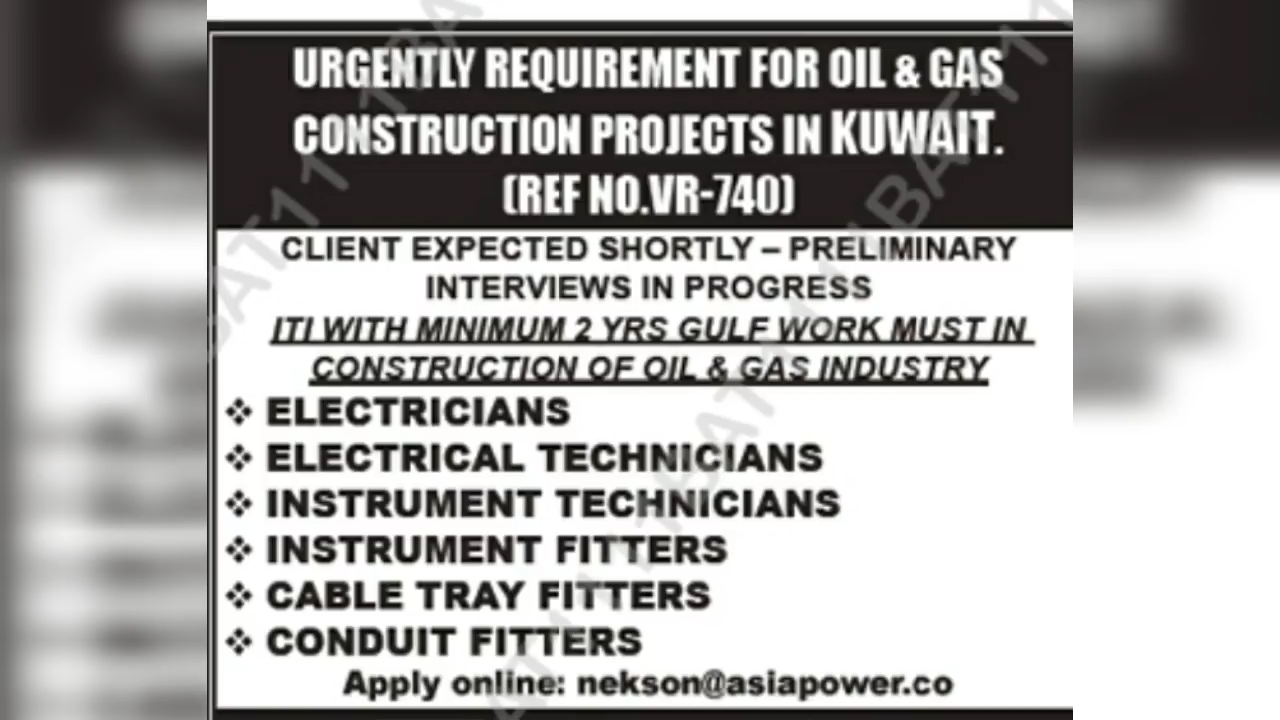 URGENTLY REQUIREMENT FOR OIL & GAS
CONSTRUCTION PROJECTS IN KUWAIT.
(REF NO.VR-740)
CLIENT EXPECTED SHORTLY – PRELIMINARY
INTERVIEWS IN PROGRESS
ITI WITH MINIMUM 2 YRS GULF WORK MUST IN
CONSTRUCTION OF OIL & GAS INDUSTRY
❖ ELECTRICIANS
❖ ELECTRICAL TECHNICIANS
❖ INSTRUMENT TECHNICIANS
❖ INSTRUMENT FITTERS
❖ CABLE TRAY FITTERS
❖ CONDUIT FITTERS
Apply online: nekson@asiapower.co